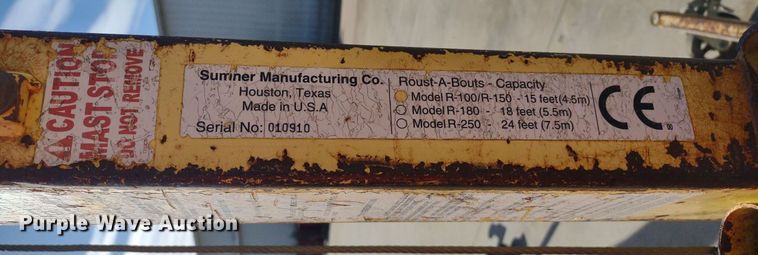 CAUTION
MAST STOP
DO NOT REMOVE
Sumner Manufacturing Co.
Houston, Texas
Made in U.S.A
Serial No: 010910
Roust-A-Bouts - Capacity
Model R-100/R-150 - 15 feet (4.5m)
Model R-180 - 18 feet (5.5m)
Model R-250 - 24 feet (7.5m)
CE
Purple Wave Auction